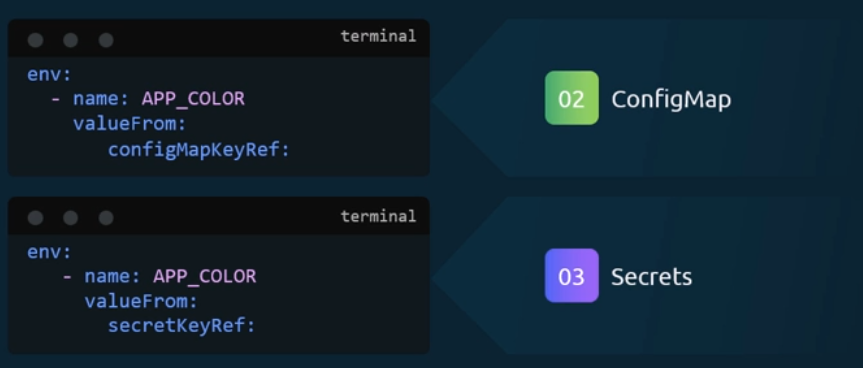 terminal
env:
- name: APP_COLOR
valueFrom:
configMapKeyRef:
02 ConfigMap
terminal
env:
- name: APP_COLOR
valueFrom:
secretKeyRef:
03 Secrets